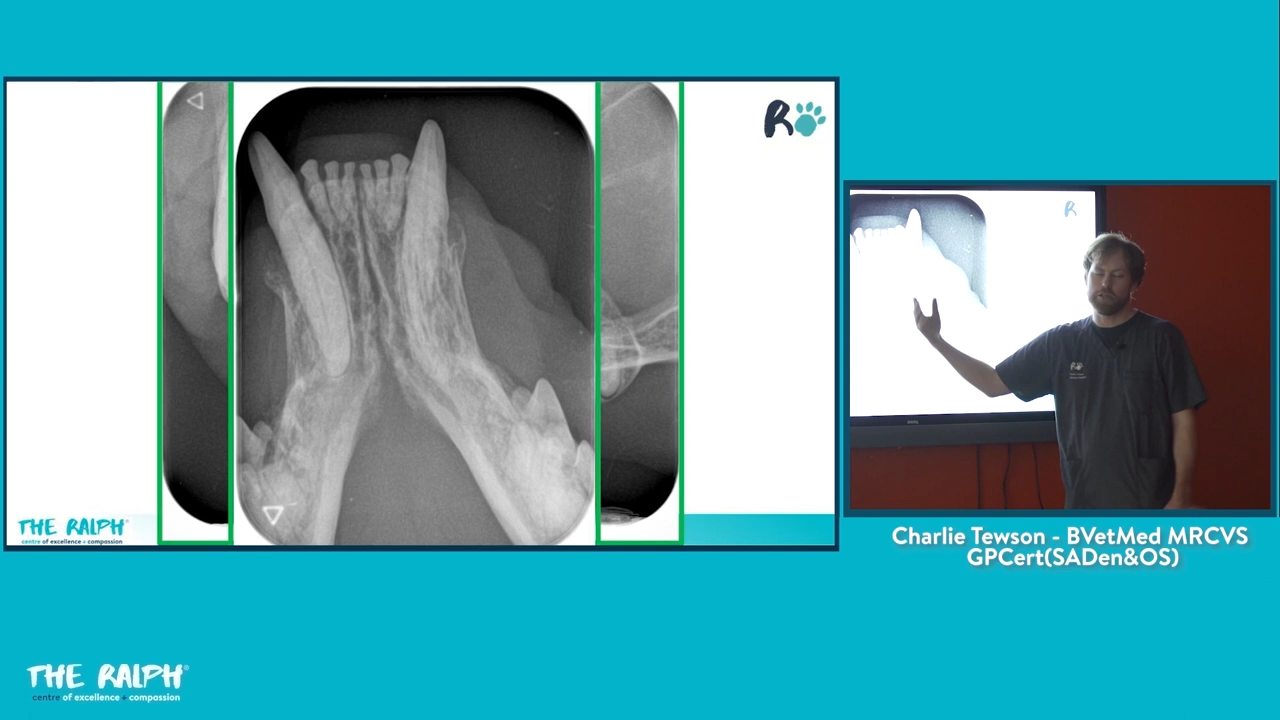 R
THE RALPH®
centre of excellence + compassion
R
Charlie Tewson - BVetMed MRCVS
GPCert(SADen&OS)
THE RALPH®
centre of excellence + compassion